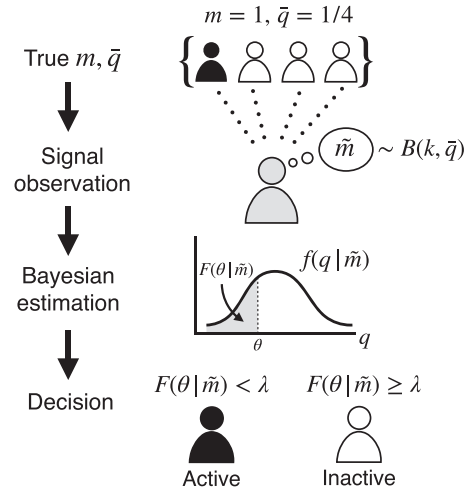 m = 1, q̄ = 1/4
True m, q̄
Signal
observation
m̃ ~ B(k, q̄)
Bayesian
estimation
f(q | m̃)
F(θ | m̃)
θ
q
Decision
F(θ | m̃) < λ
F(θ | m̃) ≥ λ
Active
Inactive